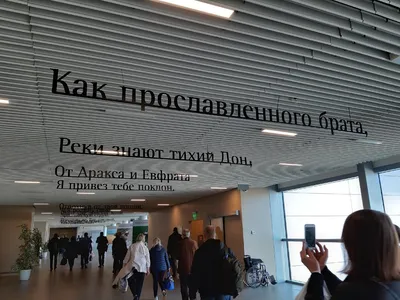 Как прославленного брата,
Реки знают тихий Дон,
От Аракса и Евфрата
Я привез тебе поклон.